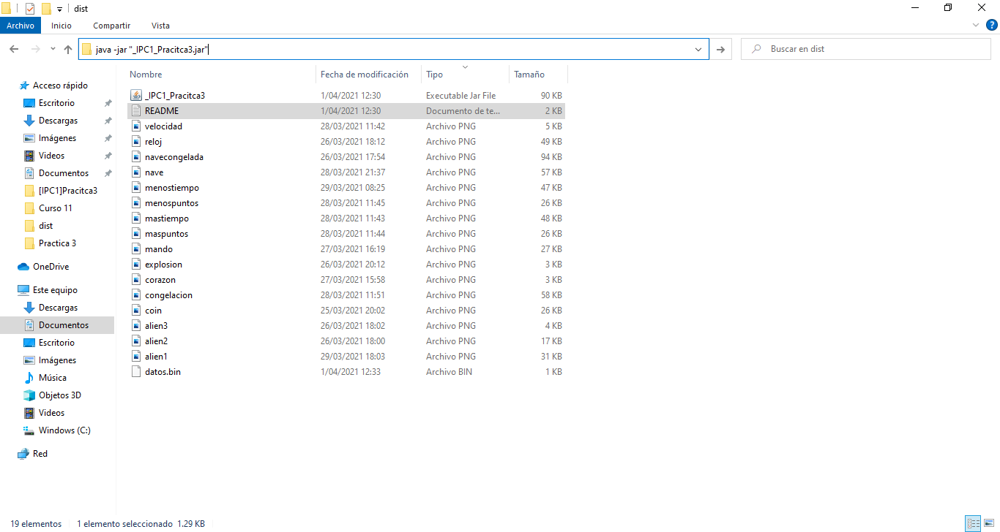 dist
Archivo Inicio Compartir Vista
java -jar "_IPC1_Pracitca3.jar"
Buscar en dist
Nombre Fecha de modificación Tipo Tamaño
_IPC1_Pracitca3 1/04/2021 12:30 Executable Jar File 90 KB
README 1/04/2021 12:30 Documento de te... 2 KB
velocidad 28/03/2021 11:42 Archivo PNG 5 KB
reloj 26/03/2021 18:12 Archivo PNG 49 KB
navecongelada 26/03/2021 17:54 Archivo PNG 94 KB
nave 28/03/2021 21:37 Archivo PNG 57 KB
menostiempo 29/03/2021 08:25 Archivo PNG 47 KB
menospuntos 28/03/2021 11:45 Archivo PNG 26 KB
mastiempo 28/03/2021 11:43 Archivo PNG 48 KB
maspuntos 28/03/2021 11:44 Archivo PNG 26 KB
mando 27/03/2021 16:19 Archivo PNG 27 KB
explosion 26/03/2021 20:12 Archivo PNG 3 KB
corazon 27/03/2021 15:58 Archivo PNG 3 KB
congelacion 28/03/2021 11:51 Archivo PNG 58 KB
coin 25/03/2021 20:02 Archivo PNG 26 KB
alien3 26/03/2021 18:02 Archivo PNG 4 KB
alien2 26/03/2021 18:00 Archivo PNG 17 KB
alien1 29/03/2021 18:03 Archivo PNG 31 KB
datos.bin 1/04/2021 12:33 Archivo BIN 1 KB
Acceso rápido
Escritorio
Descargas
Imágenes
Videos
Documentos
[IPC1]Pracitca3
Curso 11
dist
Practica 3
OneDrive
Este equipo
Descargas
Documentos
Escritorio
Imágenes
Música
Objetos 3D
Videos
Windows (C:)
Red
19 elementos 1 elemento seleccionado 1.29 KB